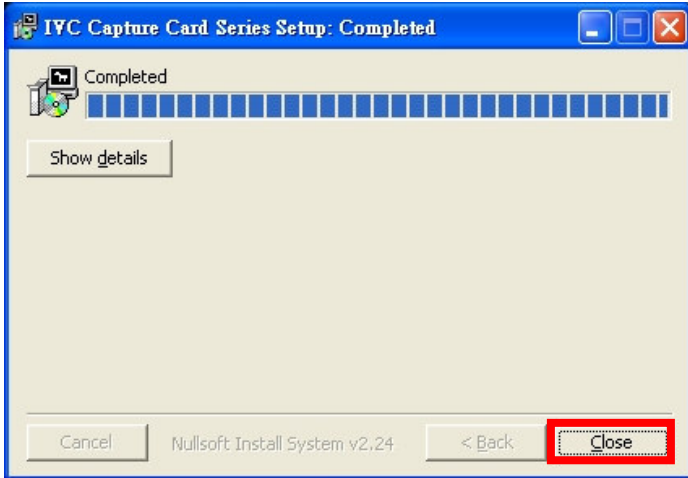 IVC Capture Card Series Setup: Completed
Completed
Show details
Cancel
Nullsoft Install System v2.24
< Back
Close